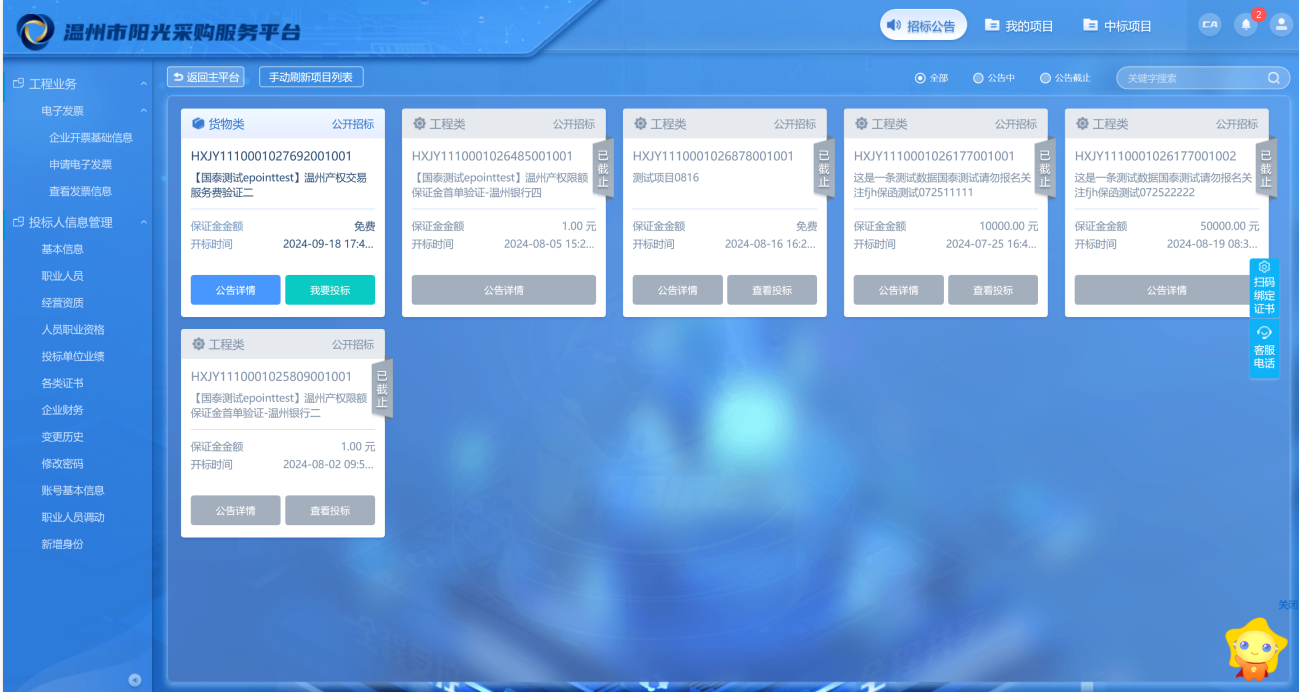 温州市阳光采购服务平台
招标公告
我的项目
中标项目
CA
2
工程业务
电子发票
企业开票基础信息
申请电子发票
查看发票信息
投标人信息管理
基本信息
职业人员
经营资质
人员职业资格
投标单位业绩
各类证书
企业财务
变更历史
修改密码
账号基本信息
职业人员调动
新增身份
返回主平台
手动刷新项目列表
全部
公告中
公告截止
关键字搜索
货物类
公开招标
HXJY1110001027692001001
【国泰测试epointtest】温州产权交易
服务费验证二
保证金金额
免费
开标时间
2024-09-18 17:4...
公告详情
我要投标
工程类
公开招标
已截止
HXJY1110001026485001001
【国泰测试epointtest】温州产权限额
保证金首单验证-温州银行四
保证金金额
1.00 元
开标时间
2024-08-05 15:2...
公告详情
工程类
公开招标
已截止
HXJY1110001026878001001
测试项目0816
保证金金额
免费
开标时间
2024-08-16 16:2...
公告详情
查看投标
工程类
公开招标
已截止
HXJY1110001026177001001
这是一条测试数据国泰测试请勿报名关
注fjh保函测试072511111
保证金金额
10000.00 元
开标时间
2024-07-25 16:4...
公告详情
查看投标
工程类
公开招标
已截止
HXJY1110001026177001002
这是一条测试数据国泰测试请勿报名关
注fjh保函测试072522222
保证金金额
50000.00 元
开标时间
2024-08-19 08:3...
公告详情
工程类
公开招标
已截止
HXJY1110001025809001001
【国泰测试epointtest】温州产权限额
保证金首单验证-温州银行二
保证金金额
1.00 元
开标时间
2024-08-02 09:5...
公告详情
查看投标
扫码
绑定
证书
客服
电话
关闭